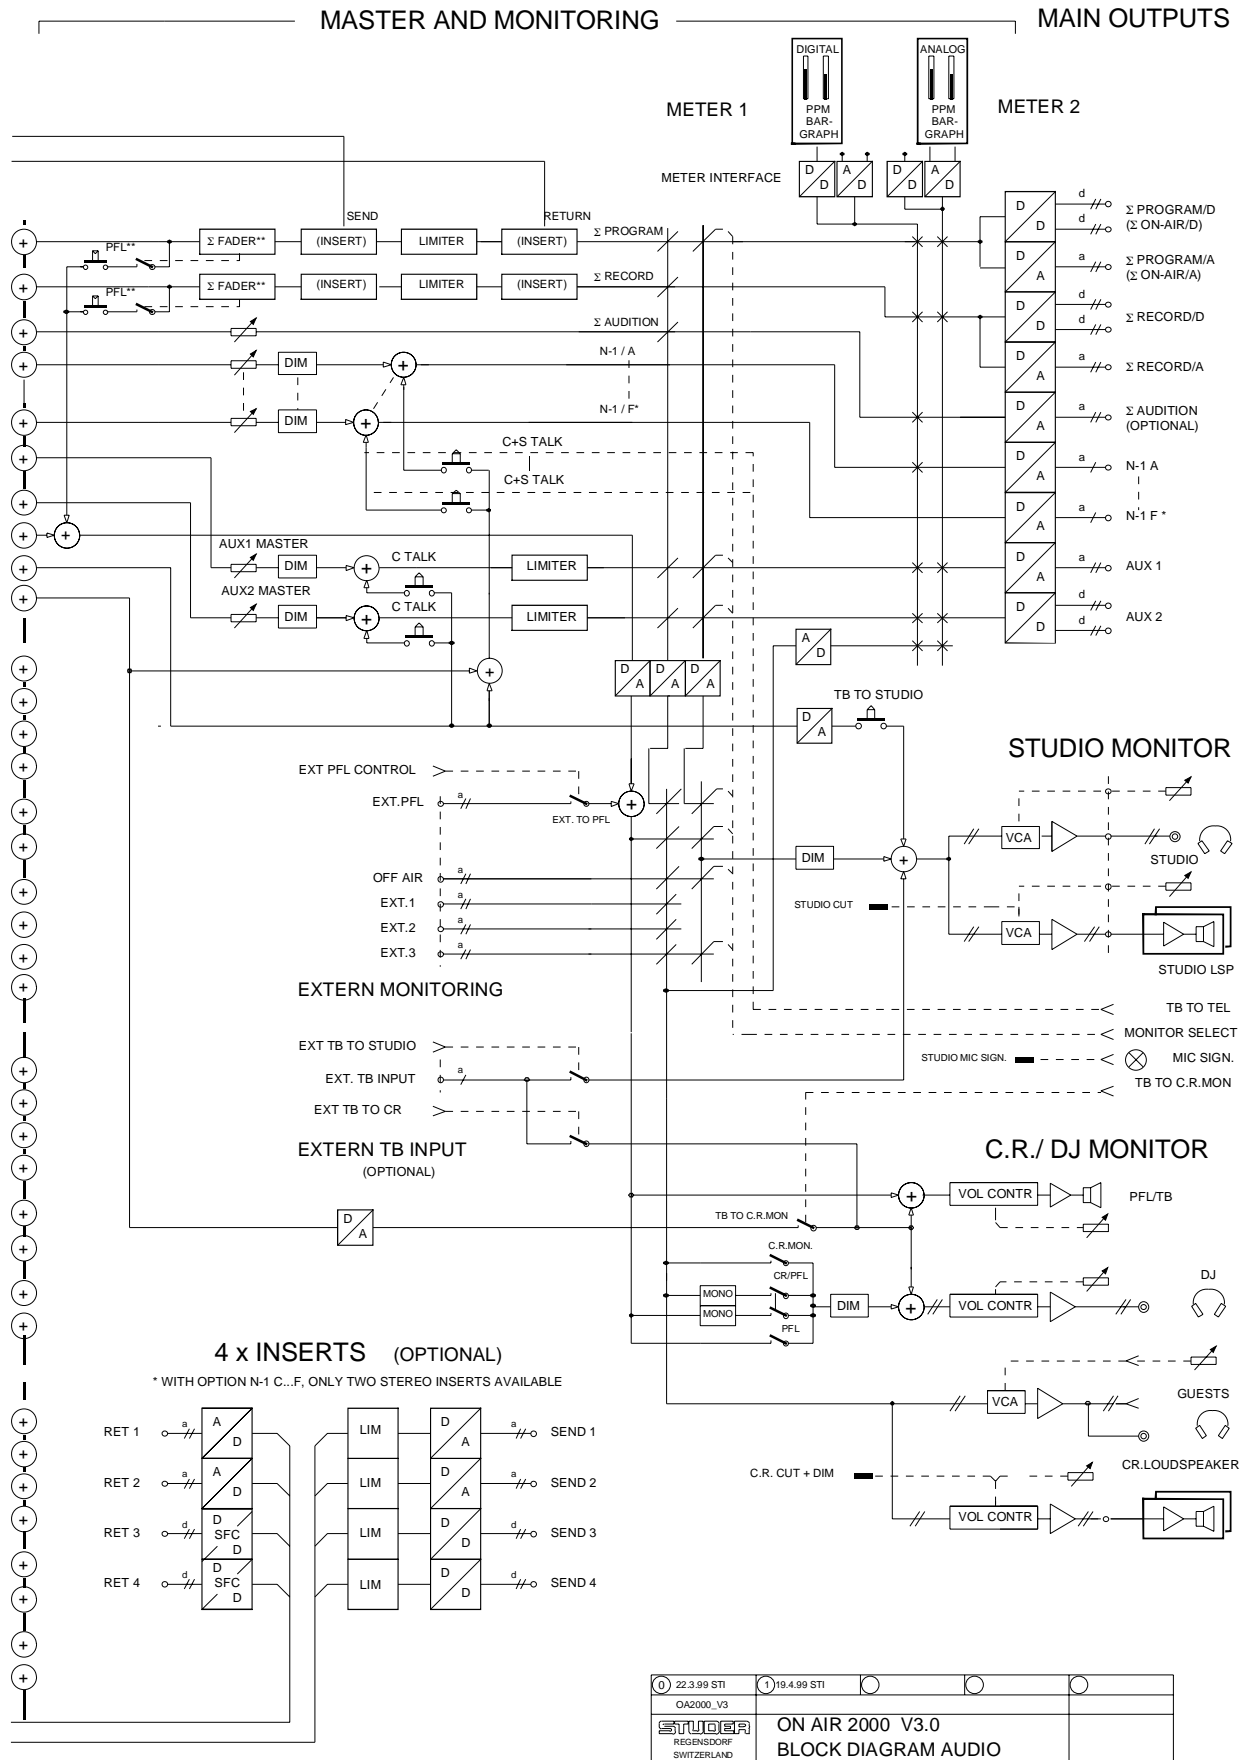 MASTER AND MONITORING
MAIN OUTPUTS
DIGITAL
PPM
BAR-
GRAPH
ANALOG
PPM
BAR-
GRAPH
METER 1
METER 2
METER INTERFACE
D
D
A
D
D
D
A
D
SEND
RETURN
PFL**
Σ FADER**
(INSERT)
LIMITER
(INSERT)
Σ PROGRAM
PFL**
Σ FADER**
(INSERT)
LIMITER
(INSERT)
Σ RECORD
Σ AUDITION
DIM
N-1 / A
DIM
N-1 / F*
C+S TALK
C+S TALK
AUX1 MASTER
DIM
C TALK
LIMITER
AUX2 MASTER
DIM
C TALK
LIMITER
D
D
d
d
Σ PROGRAM/D
(Σ ON-AIR/D)
D
A
a
Σ PROGRAM/A
(Σ ON-AIR/A)
D
D
d
d
Σ RECORD/D
D
A
a
Σ RECORD/A
D
A
a
Σ AUDITION
(OPTIONAL)
D
A
a
N-1 A
D
A
a
N-1 F *
D
A
a
AUX 1
D
D
d
d
AUX 2
A
D
D
A
D
A
D
A
D
A
TB TO STUDIO
STUDIO MONITOR
EXT PFL CONTROL
EXT.PFL
a
EXT. TO PFL
OFF AIR
a
EXT.1
a
EXT.2
a
EXT.3
a
EXTERN MONITORING
DIM
VCA
STUDIO
STUDIO CUT
VCA
STUDIO LSP
TB TO TEL
MONITOR SELECT
STUDIO MIC SIGN.
MIC SIGN.
TB TO C.R.MON
EXT TB TO STUDIO
EXT. TB INPUT
a
EXT TB TO CR
EXTERN TB INPUT
(OPTIONAL)
C.R./ DJ MONITOR
D
A
TB TO C.R.MON
VOL CONTR
PFL/TB
C.R.MON.
CR/PFL
MONO
MONO
PFL
DIM
VOL CONTR
DJ
VCA
GUESTS
CR.LOUDSPEAKER
C.R. CUT + DIM
VOL CONTR
4 x INSERTS (OPTIONAL)
* WITH OPTION N-1 C...F, ONLY TWO STEREO INSERTS AVAILABLE
RET 1
a
A
D
LIM
D
A
a
SEND 1
RET 2
a
A
D
LIM
D
A
a
SEND 2
RET 3
d
D
SFC
D
LIM
D
D
d
SEND 3
RET 4
d
D
SFC
D
LIM
D
D
d
SEND 4
0 22.3.99 STI
1 19.4.99 STI
OA2000_V3
STUDER
REGENSDORF
SWITZERLAND
ON AIR 2000 V3.0
BLOCK DIAGRAM AUDIO